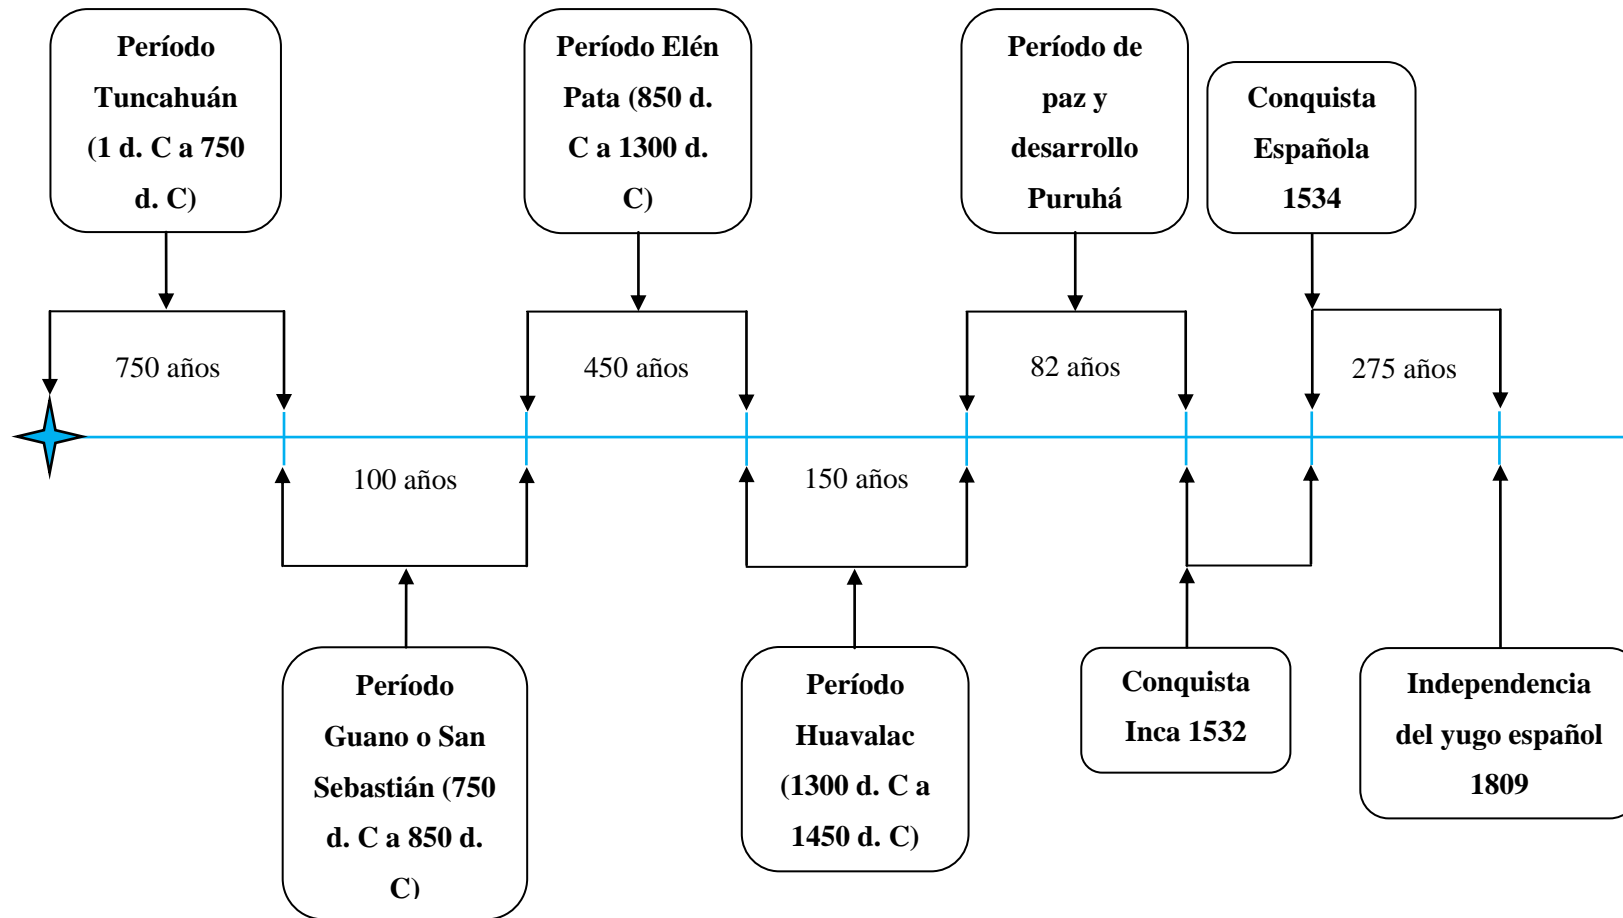 Período
Tuncahuán
(1 d. C a 750
d. C)
Período Elén
Pata (850 d.
C a 1300 d.
C)
Período de
paz y
desarrollo
Puruhá
Conquista
Española
1534
750 años
450 años
82 años
275 años
100 años
150 años
Período
Guano o San
Sebastián (750
d. C a 850 d.
C)
Período
Huavalac
(1300 d. C a
1450 d. C)
Conquista
Inca 1532
Independencia
del yugo español
1809